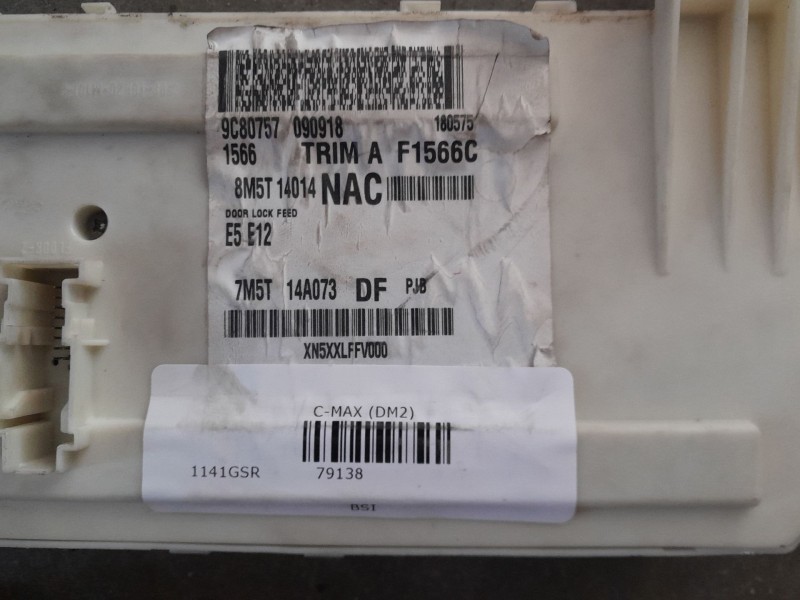 9C80757 090918 180575
1566 TRIM A F1566C
8M5T 14014 NAC
DOOR LOCK FEED
E5 E12
7M5T 14A073 DF PJB
XN5XXLFFV000
C-MAX (DM2)
1141GSR 79138
BSI